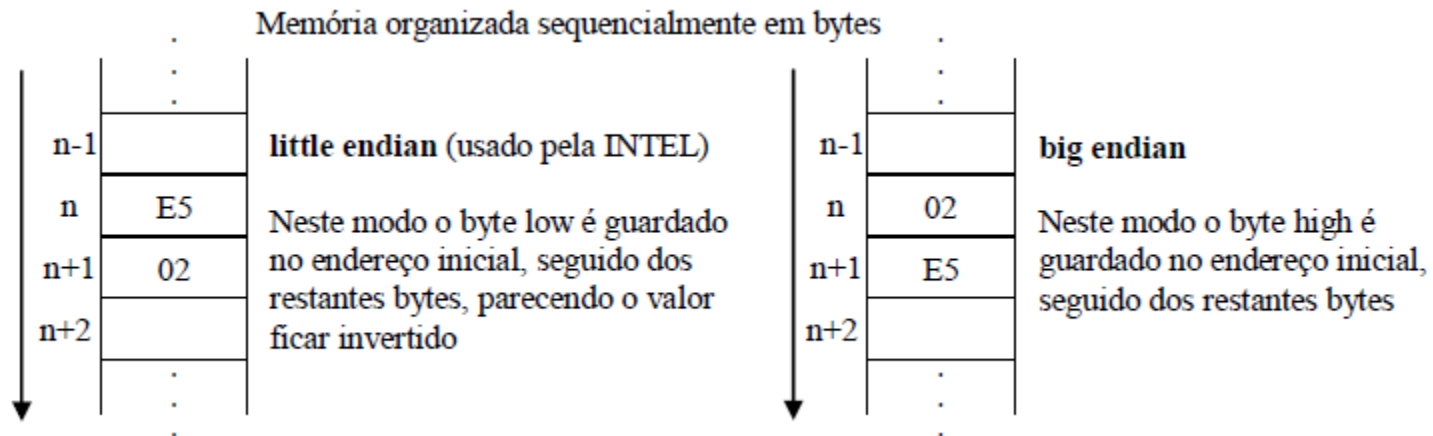 Memória organizada sequencialmente em bytes
n-1
n
E5
n+1
02
n+2
little endian (usado pela INTEL)
Neste modo o byte low é guardado
no endereço inicial, seguido dos
restantes bytes, parecendo o valor
ficar invertido
n-1
n
02
n+1
E5
n+2
big endian
Neste modo o byte high é
guardado no endereço inicial,
seguido dos restantes bytes